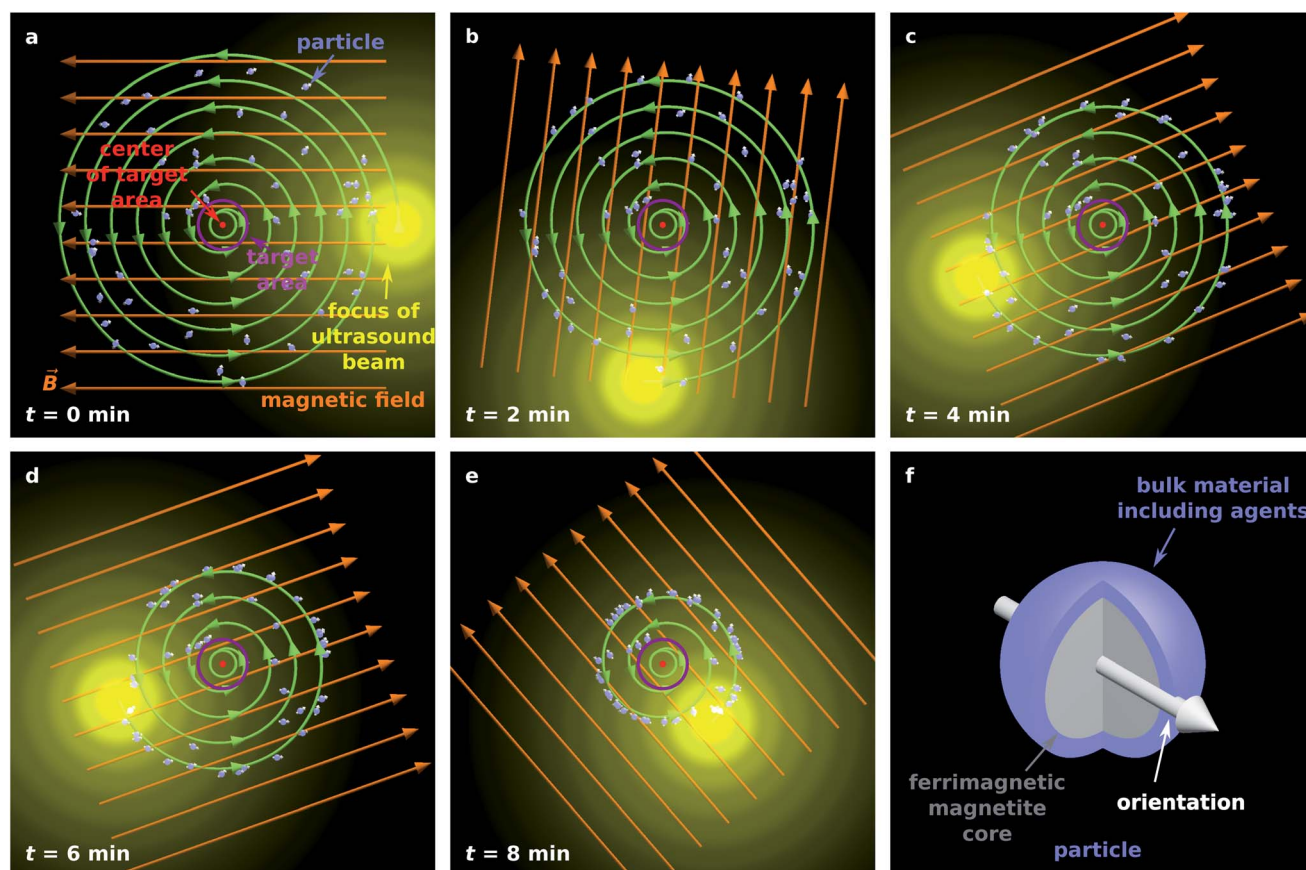 a
particle
center
of target
area
target
area
focus of
ultrasound
beam
B⃗
magnetic field
t = 0 min
b
t = 2 min
c
t = 4 min
d
t = 6 min
e
t = 8 min
f
bulk material
including agents
ferrimagnetic
magnetite
core
orientation
particle